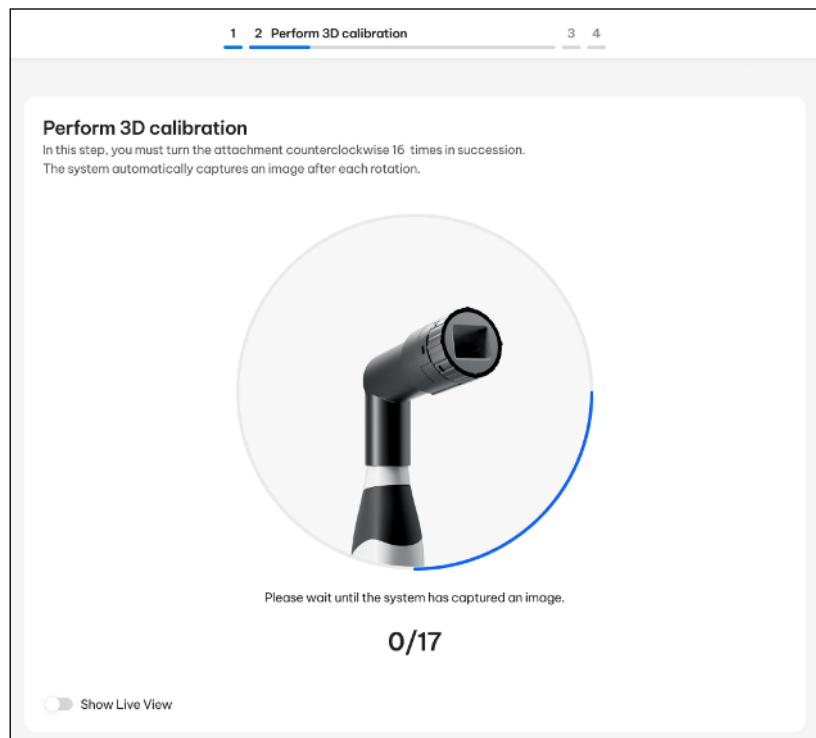 1 2 Perform 3D calibration 3 4
Perform 3D calibration
In this step, you must turn the attachment counterclockwise 16 times in succession.
The system automatically captures an image after each rotation.
Please wait until the system has captured an image.
0/17
Show Live View